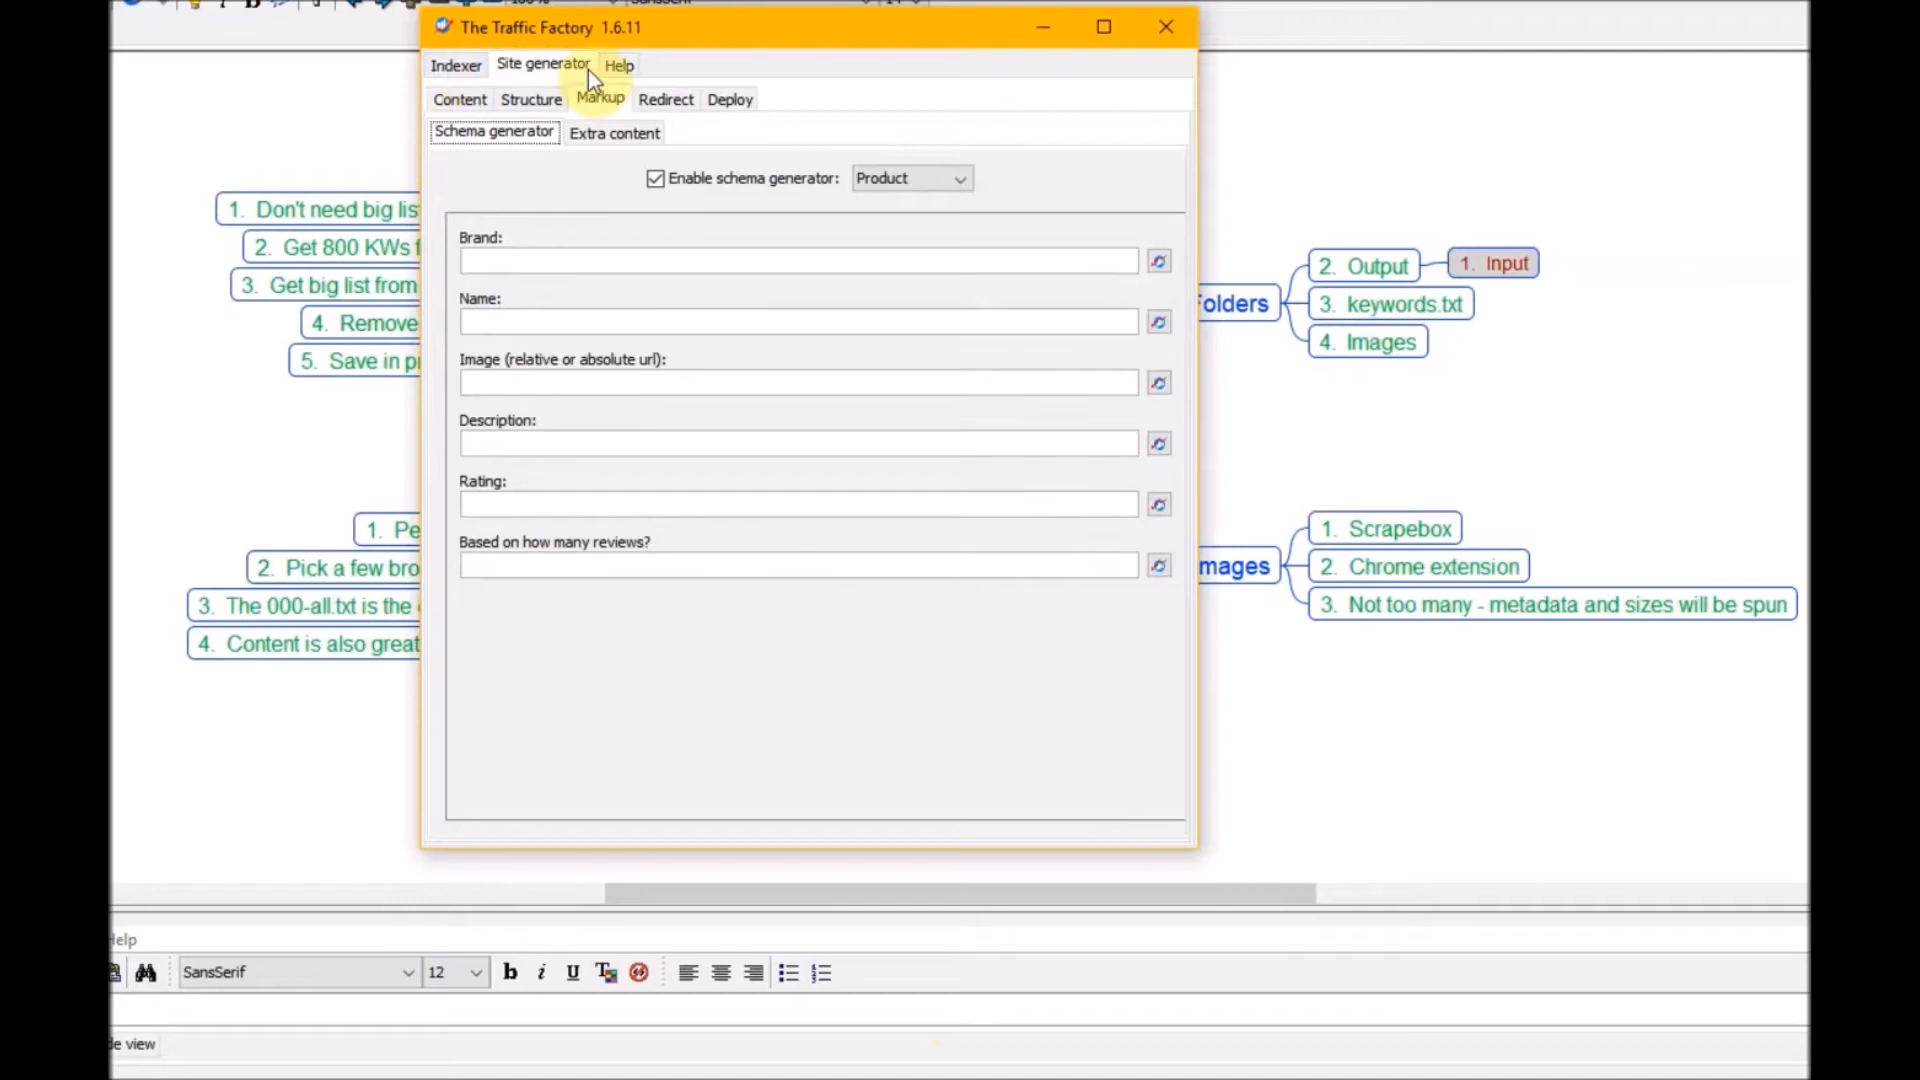 100%
SansSerif
14
The Traffic Factory 1.6.11
Indexer Site generator Help
Content Structure Markup Redirect Deploy
Schema generator Extra content
Enable schema generator: Product
Brand:
Name:
Image (relative or absolute url):
Description:
Rating:
Based on how many reviews?
1. Don't need big lis
2. Get 800 KWs
3. Get big list from
4. Remove
5. Save in p
1. Pe
2. Pick a few bro
3. The 000-all.txt is the
4. Content is also great
olders
2. Output
1. Input
3. keywords.txt
4. Images
mages
1. Scrapebox
2. Chrome extension
3. Not too many - metadata and sizes will be spun
Help
SansSerif 12 b i U T
de view